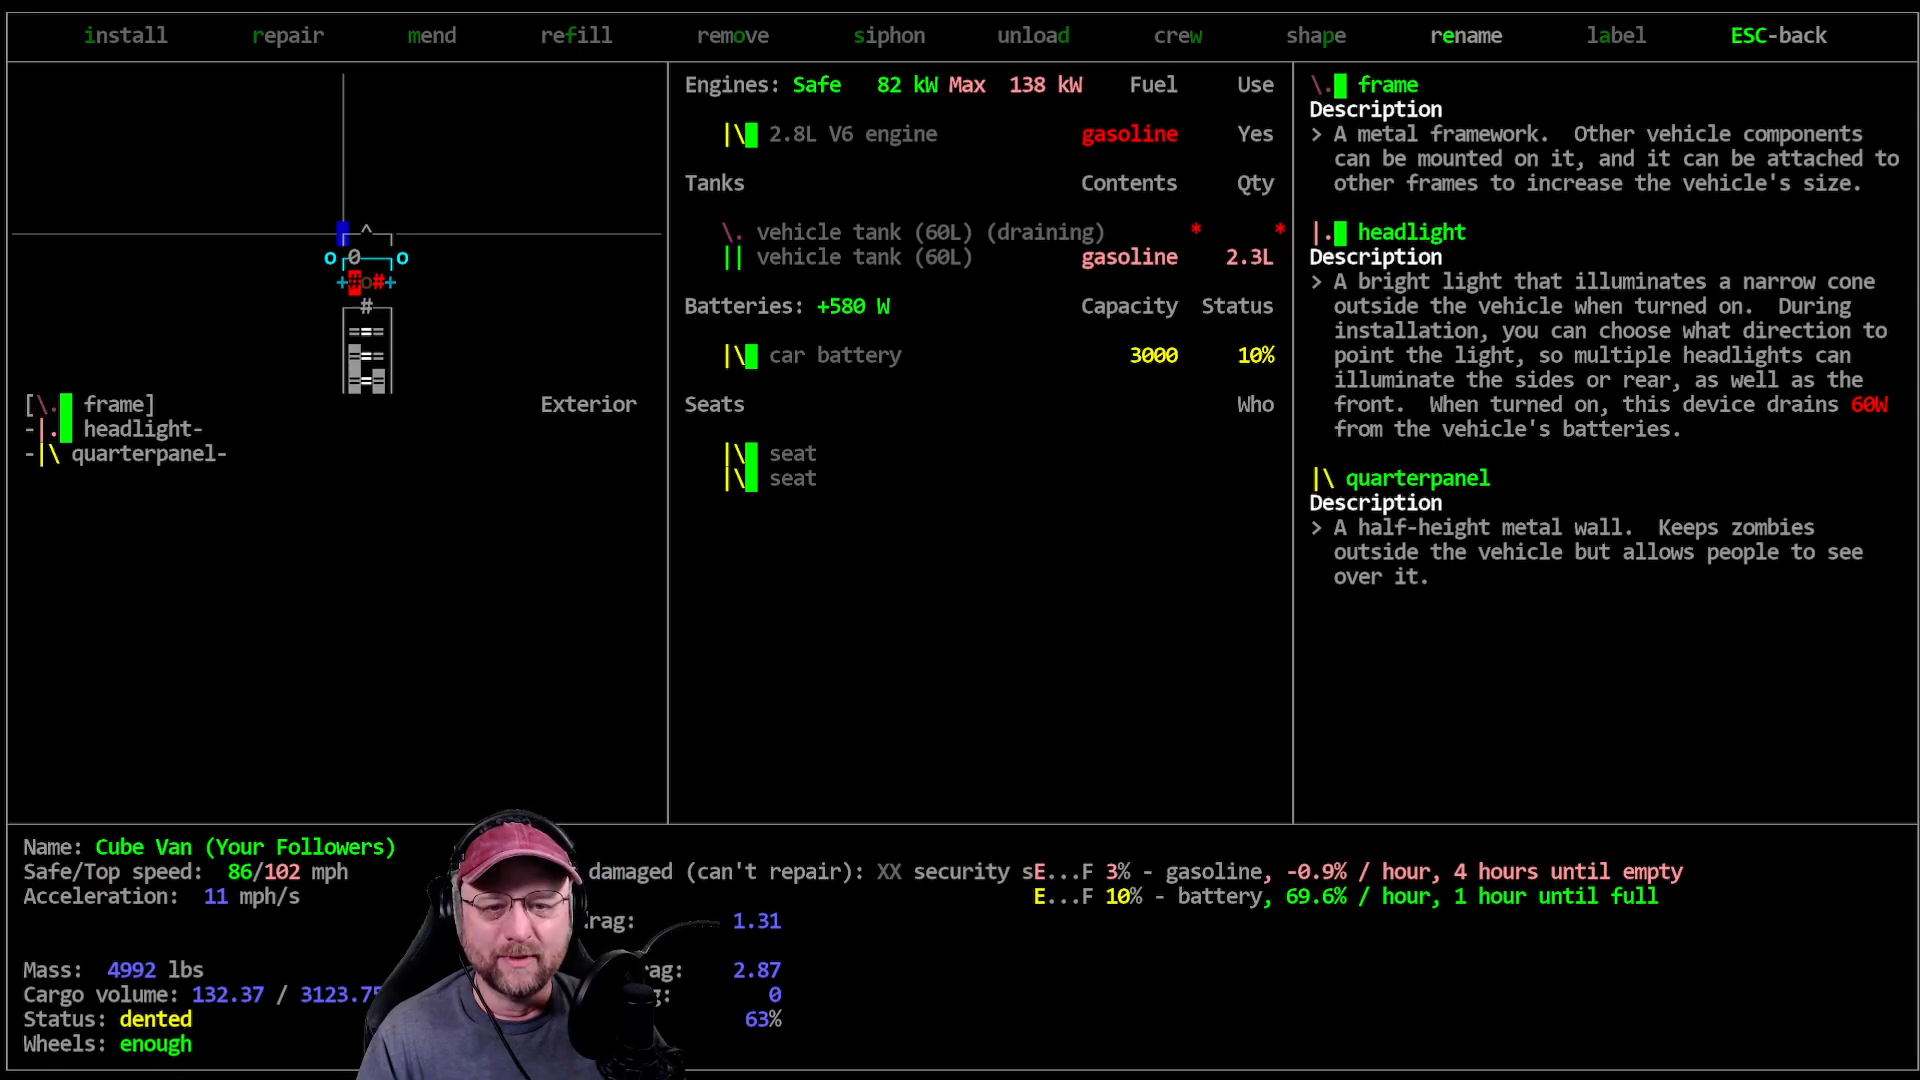 install repair mend refill remove siphon unload crew shape rename label ESC-back
Engines: Safe 82 kW Max 138 kW Fuel Use
|\ 2.8L V6 engine gasoline Yes
Tanks Contents Qty
\. vehicle tank (60L) (draining) * *
|| vehicle tank (60L) gasoline 2.3L
Batteries: +580 W Capacity Status
|\ car battery 3000 10%
Seats Who
|\ seat
|\ seat
[\. frame] Exterior
-|. headlight-
-|\ quarterpanel-
\. frame
Description
> A metal framework. Other vehicle components
can be mounted on it, and it can be attached to
other frames to increase the vehicle's size.
|. headlight
Description
> A bright light that illuminates a narrow cone
outside the vehicle when turned on. During
installation, you can choose what direction to
point the light, so multiple headlights can
illuminate the sides or rear, as well as the
front. When turned on, this device drains 60W
from the vehicle's batteries.
|\ quarterpanel
Description
> A half-height metal wall. Keeps zombies
outside the vehicle but allows people to see
over it.
Name: Cube Van (Your Followers)
Safe/Top speed: 86/102 mph
Acceleration: 11 mph/s
Mass: 4992 lbs
Cargo volume: 132.37 / 3123.75
Status: dented
Wheels: enough
damaged (can't repair): XX security s
rag: 1.31
ag: 2.87
g: 0
63%
E...F 3% - gasoline, -0.9% / hour, 4 hours until empty
E...F 10% - battery, 69.6% / hour, 1 hour until full